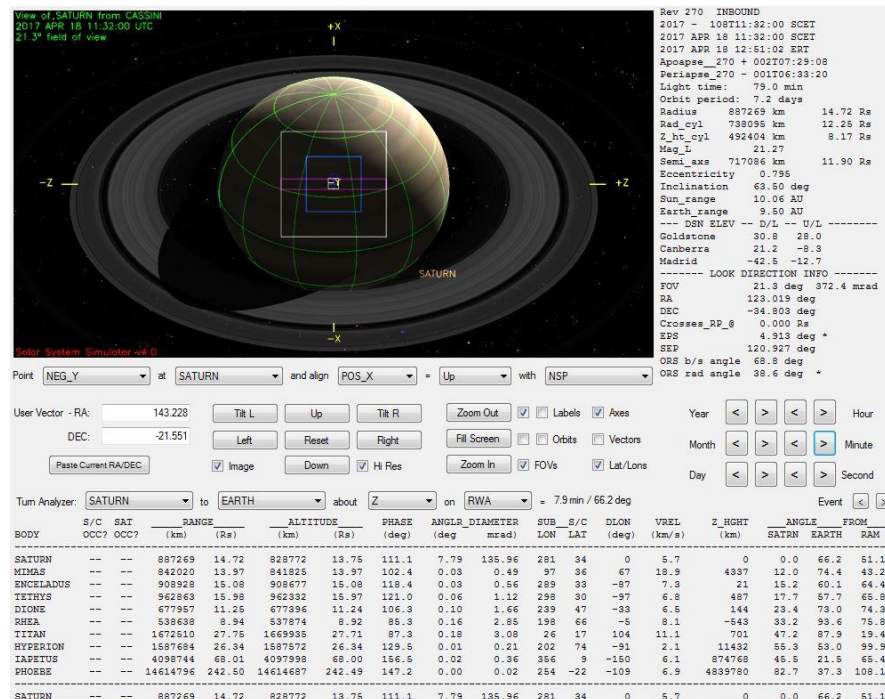 View of SATURN from CASSINI
2017 APR 18 11:32:00 UTC
21.3° field of view
+X
-Z
-Y
+Z
SATURN
-X
Solar System Simulator v4.0
Rev 270 INBOUND
2017 - 108T11:32:00 SCET
2017 APR 18 11:32:00 SCET
2017 APR 18 12:51:02 ERT
Apoapse_270 + 002T07:29:08
Periapse_270 - 001T06:33:20
Light time: 79.0 min
Orbit period: 7.2 days
Radius 887269 km 14.72 Rs
Rad_cyl 738095 km 12.25 Rs
Z_ht_cyl 492404 km 8.17 Rs
Mag_L 21.27
Semi_axs 717086 km 11.90 Rs
Eccentricity 0.795
Inclination 63.50 deg
Sun_range 10.06 AU
Earth_range 9.50 AU
--- DSN ELEV -- D/L -- U/L --------
Goldstone 30.8 28.0
Canberra 21.2 -8.3
Madrid -42.5 -12.7
------- LOOK DIRECTION INFO -------
FOV 21.3 deg 372.4 mrad
RA 123.019 deg
DEC -34.803 deg
Crosses_RP_@ 0.000 Rs
EPS 4.913 deg *
SEP 120.927 deg
ORS b/s angle 68.8 deg
ORS rad angle 38.6 deg *
Point NEG_Y at SATURN and align POS_X = Up with NSP
User Vector - RA: 143.228 Tilt L Up Tilt R Zoom Out Labels Axes Year < > < > Hour
DEC: -21.551 Left Reset Right Fill Screen Orbits Vectors Month < > < > Minute
Paste Current RA/DEC Image Down Hi Res Zoom In FOVs Lat/Lons Day < > < > Second
Turn Analyzer: SATURN to EARTH about Z on RWA = 7.9 min / 66.2 deg Event < >
S/C SAT ____RANGE____ ___ALTITUDE____ PHASE ANGLR_DIAMETER SUB__S/C DLON VREL Z_HGHT ___ANGLE__FROM___
BODY OCC? OCC? (km) (Rs) (km) (Rs) (deg) (deg mrad) LON LAT (deg) (km/s) (km) SATRN EARTH RAM
SATURN -- -- 887269 14.72 828772 13.75 111.1 7.79 135.96 281 34 0 5.7 0 0.0 66.2 51.1
MIMAS -- -- 842020 13.97 841825 13.97 102.4 0.03 0.49 97 36 67 18.9 4337 12.0 74.4 43.2
ENCELADUS -- -- 908928 15.08 908677 15.08 118.4 0.03 0.56 289 33 -87 7.3 21 15.2 60.1 64.4
TETHYS -- -- 962863 15.98 962332 15.97 121.0 0.06 1.12 298 30 -97 6.8 487 17.7 57.7 65.8
DIONE -- -- 677957 11.25 677396 11.24 106.3 0.10 1.66 239 47 -33 6.5 144 23.4 73.0 74.3
RHEA -- -- 538638 8.94 537874 8.92 85.3 0.16 2.85 198 66 -5 8.1 -543 33.2 93.6 75.8
TITAN -- -- 1672510 27.75 1669935 27.71 87.3 0.18 3.08 26 17 104 11.1 701 47.2 87.9 19.4
HYPERION -- -- 1587684 26.34 1587572 26.34 129.5 0.01 0.21 202 74 -91 2.1 11432 55.3 53.0 99.9
IAPETUS -- -- 4098744 68.01 4097998 68.00 156.5 0.02 0.36 356 9 -150 6.1 874768 45.5 21.5 65.4
PHOEBE -- -- 14614796 242.50 14614687 242.49 147.2 0.00 0.02 254 -22 -109 6.9 4839780 82.7 37.3 108.1
SATURN -- -- 887269 14.72 828772 13.75 111.1 7.79 135.96 281 34 0 5.7 0 0.0 66.2 51.1